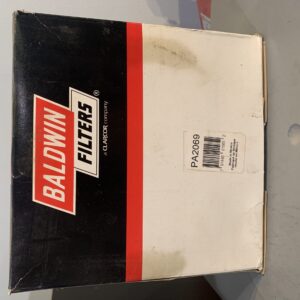 BALDWIN
FILTERS®
A CLARCOR company
PA2069